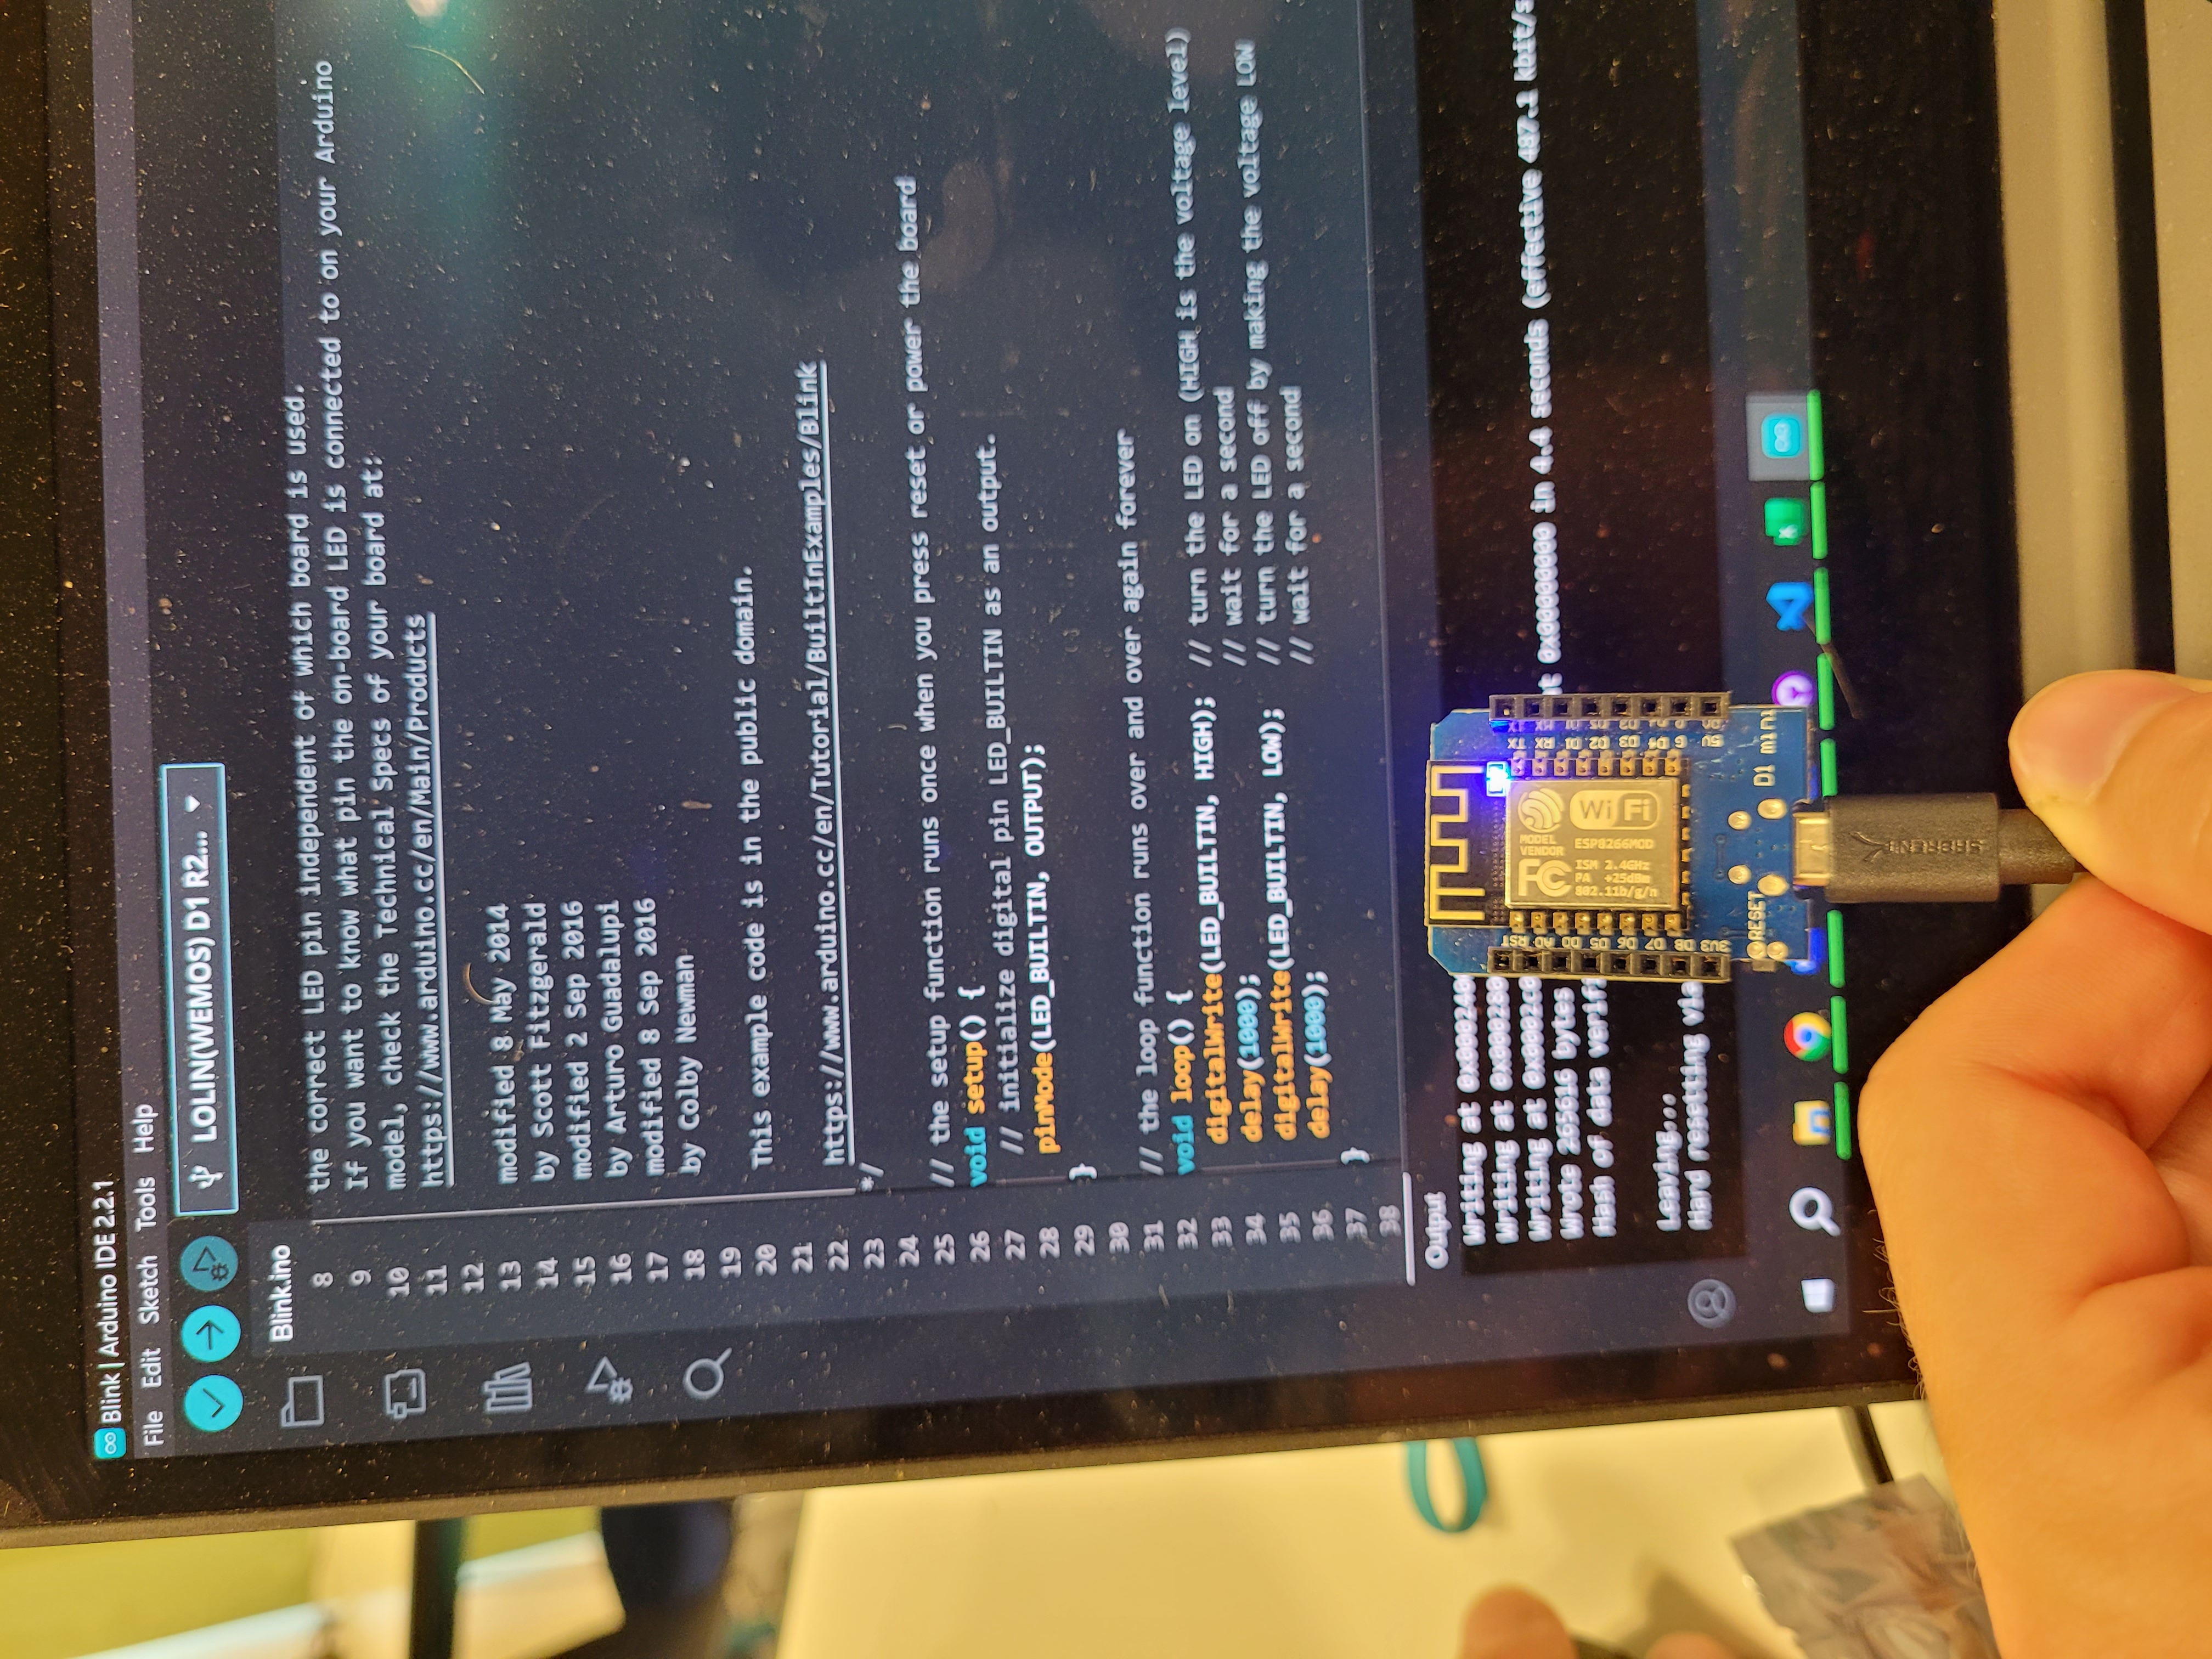 Blink | Arduino IDE 2.2.1
File Edit Sketch Tools Help
LOLIN(WEMOS) D1 R2...
Blink.ino
8 the correct LED pin independent of which board is used.
9 If you want to know what pin the on-board LED is connected to on your Arduino
10 model, check the Technical Specs of your board at:
11 https://www.arduino.cc/en/Main/Products
12
13 modified 8 May 2014
14 by Scott Fitzgerald
15 modified 2 Sep 2016
16 by Arturo Guadalupi
17 modified 8 Sep 2016
18 by Colby Newman
19
20 This example code is in the public domain.
21
22 https://www.arduino.cc/en/Tutorial/BuiltInExamples/Blink
23 */
24
25 // the setup function runs once when you press reset or power the board
26 void setup() {
27 // initialize digital pin LED_BUILTIN as an output.
28 pinMode(LED_BUILTIN, OUTPUT);
29 }
30
31 // the loop function runs over and over again forever
32 void loop() {
33 digitalWrite(LED_BUILTIN, HIGH); // turn the LED on (HIGH is the voltage level)
34 delay(1000); // wait for a second
35 digitalWrite(LED_BUILTIN, LOW); // turn the LED off by making the voltage LOW
36 delay(1000); // wait for a second
37 }
38
Output
Writing at 0x000240
Writing at 0x000280
Writing at 0x0002c0
Wrote 265616 bytes at 0x00000000 in 4.4 seconds (effective 487.1 kbit/s
Hash of data verifi
Leaving...
Hard resetting via
RST A0 D0 D5 D6 D7 D8 3V3
TX RX D1 D2 D3 D4 G 5V
MODEL ESP8266MOD
VENDOR
WiFi
FC
ISM 2.4GHz
PA +25dBm
802.11b/g/n
RESET
D1 mini